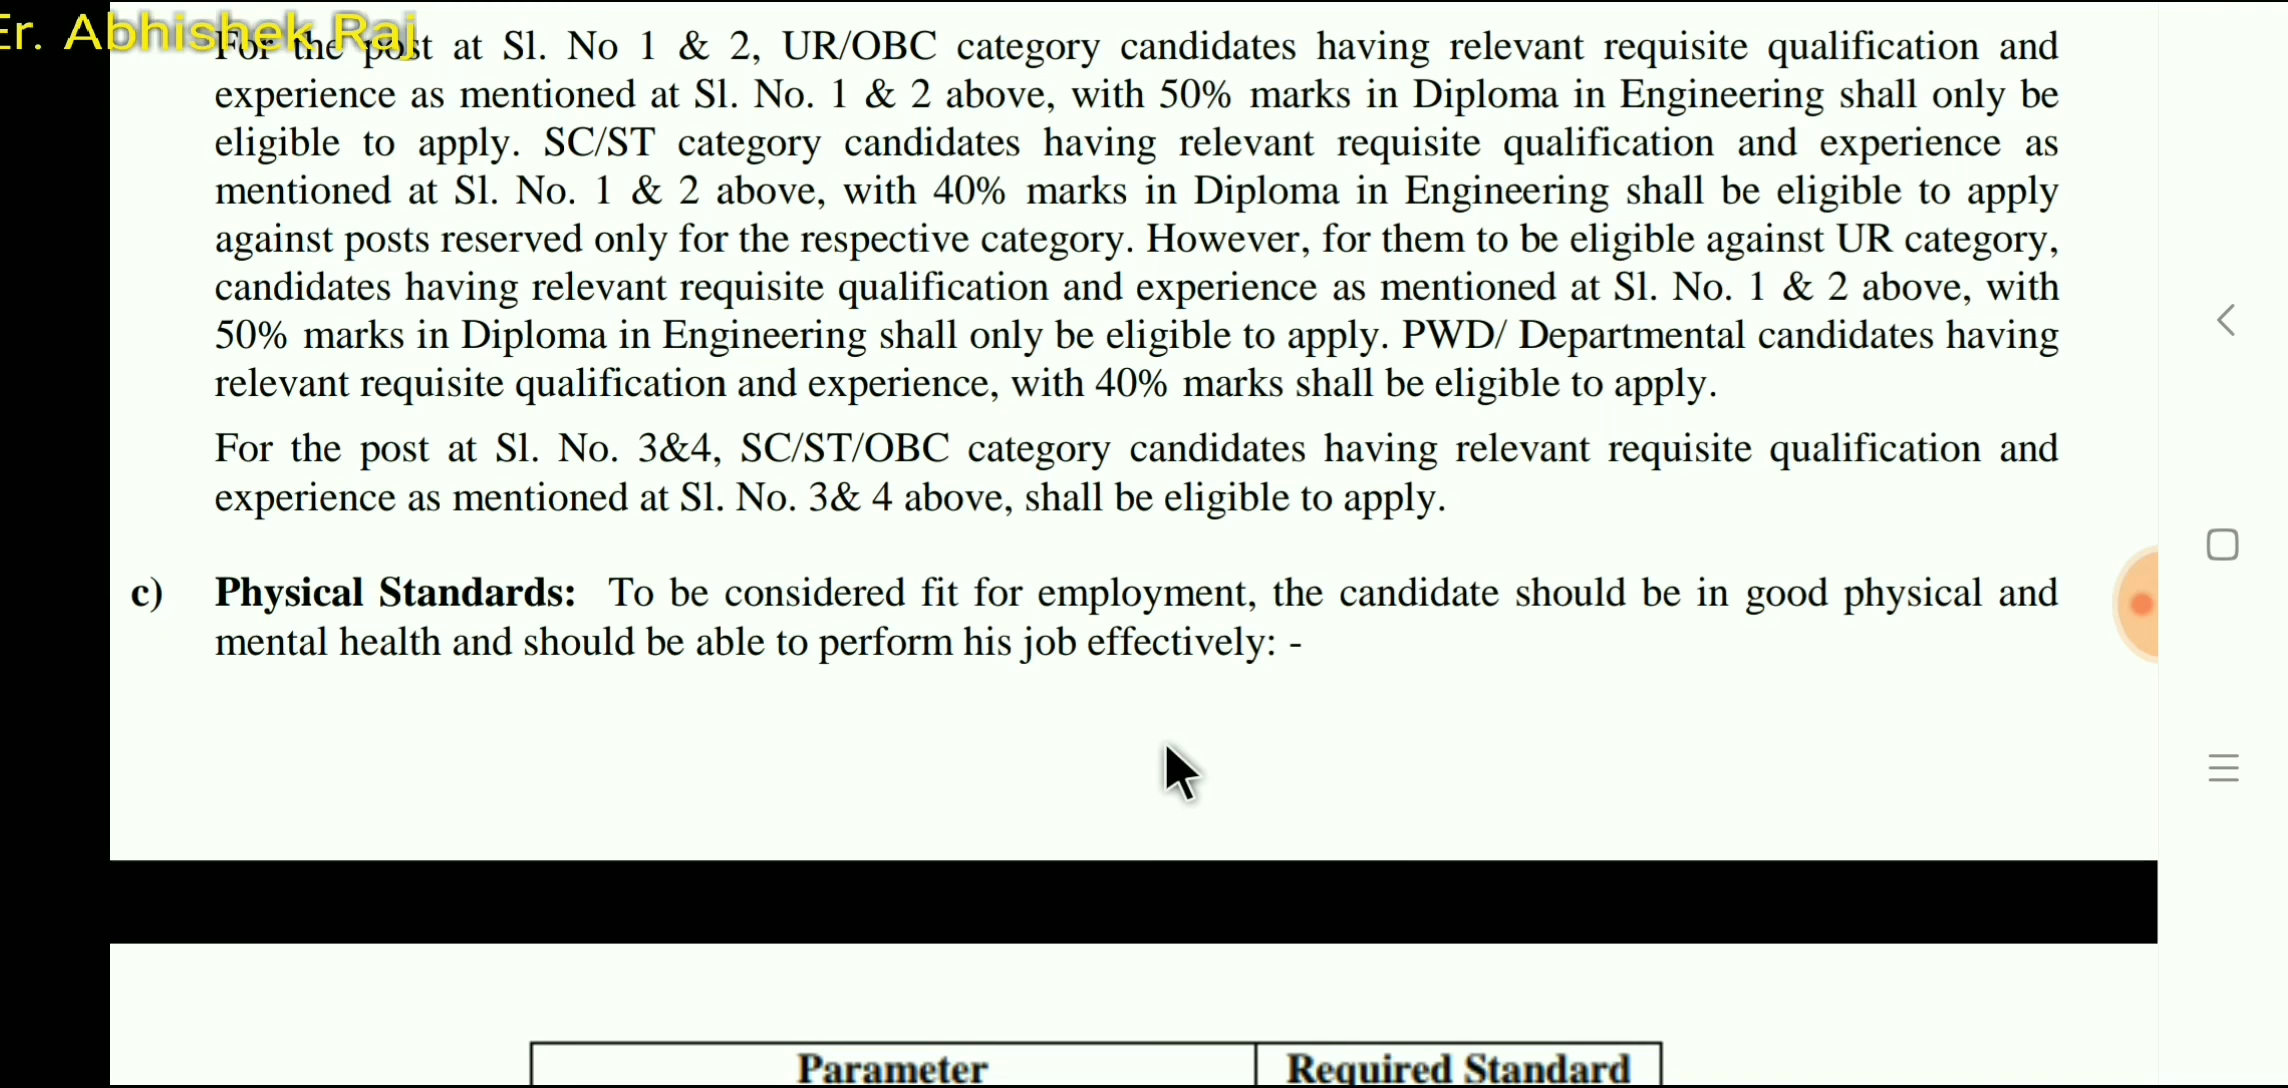 Er. Abhishek Raj
For the post at Sl. No 1 & 2, UR/OBC category candidates having relevant requisite qualification and
experience as mentioned at Sl. No. 1 & 2 above, with 50% marks in Diploma in Engineering shall only be
eligible to apply. SC/ST category candidates having relevant requisite qualification and experience as
mentioned at Sl. No. 1 & 2 above, with 40% marks in Diploma in Engineering shall be eligible to apply
against posts reserved only for the respective category. However, for them to be eligible against UR category,
candidates having relevant requisite qualification and experience as mentioned at Sl. No. 1 & 2 above, with
50% marks in Diploma in Engineering shall only be eligible to apply. PWD/ Departmental candidates having
relevant requisite qualification and experience, with 40% marks shall be eligible to apply.
For the post at Sl. No. 3&4, SC/ST/OBC category candidates having relevant requisite qualification and
experience as mentioned at Sl. No. 3& 4 above, shall be eligible to apply.
c) Physical Standards: To be considered fit for employment, the candidate should be in good physical and
mental health and should be able to perform his job effectively: -
Parameter Required Standard